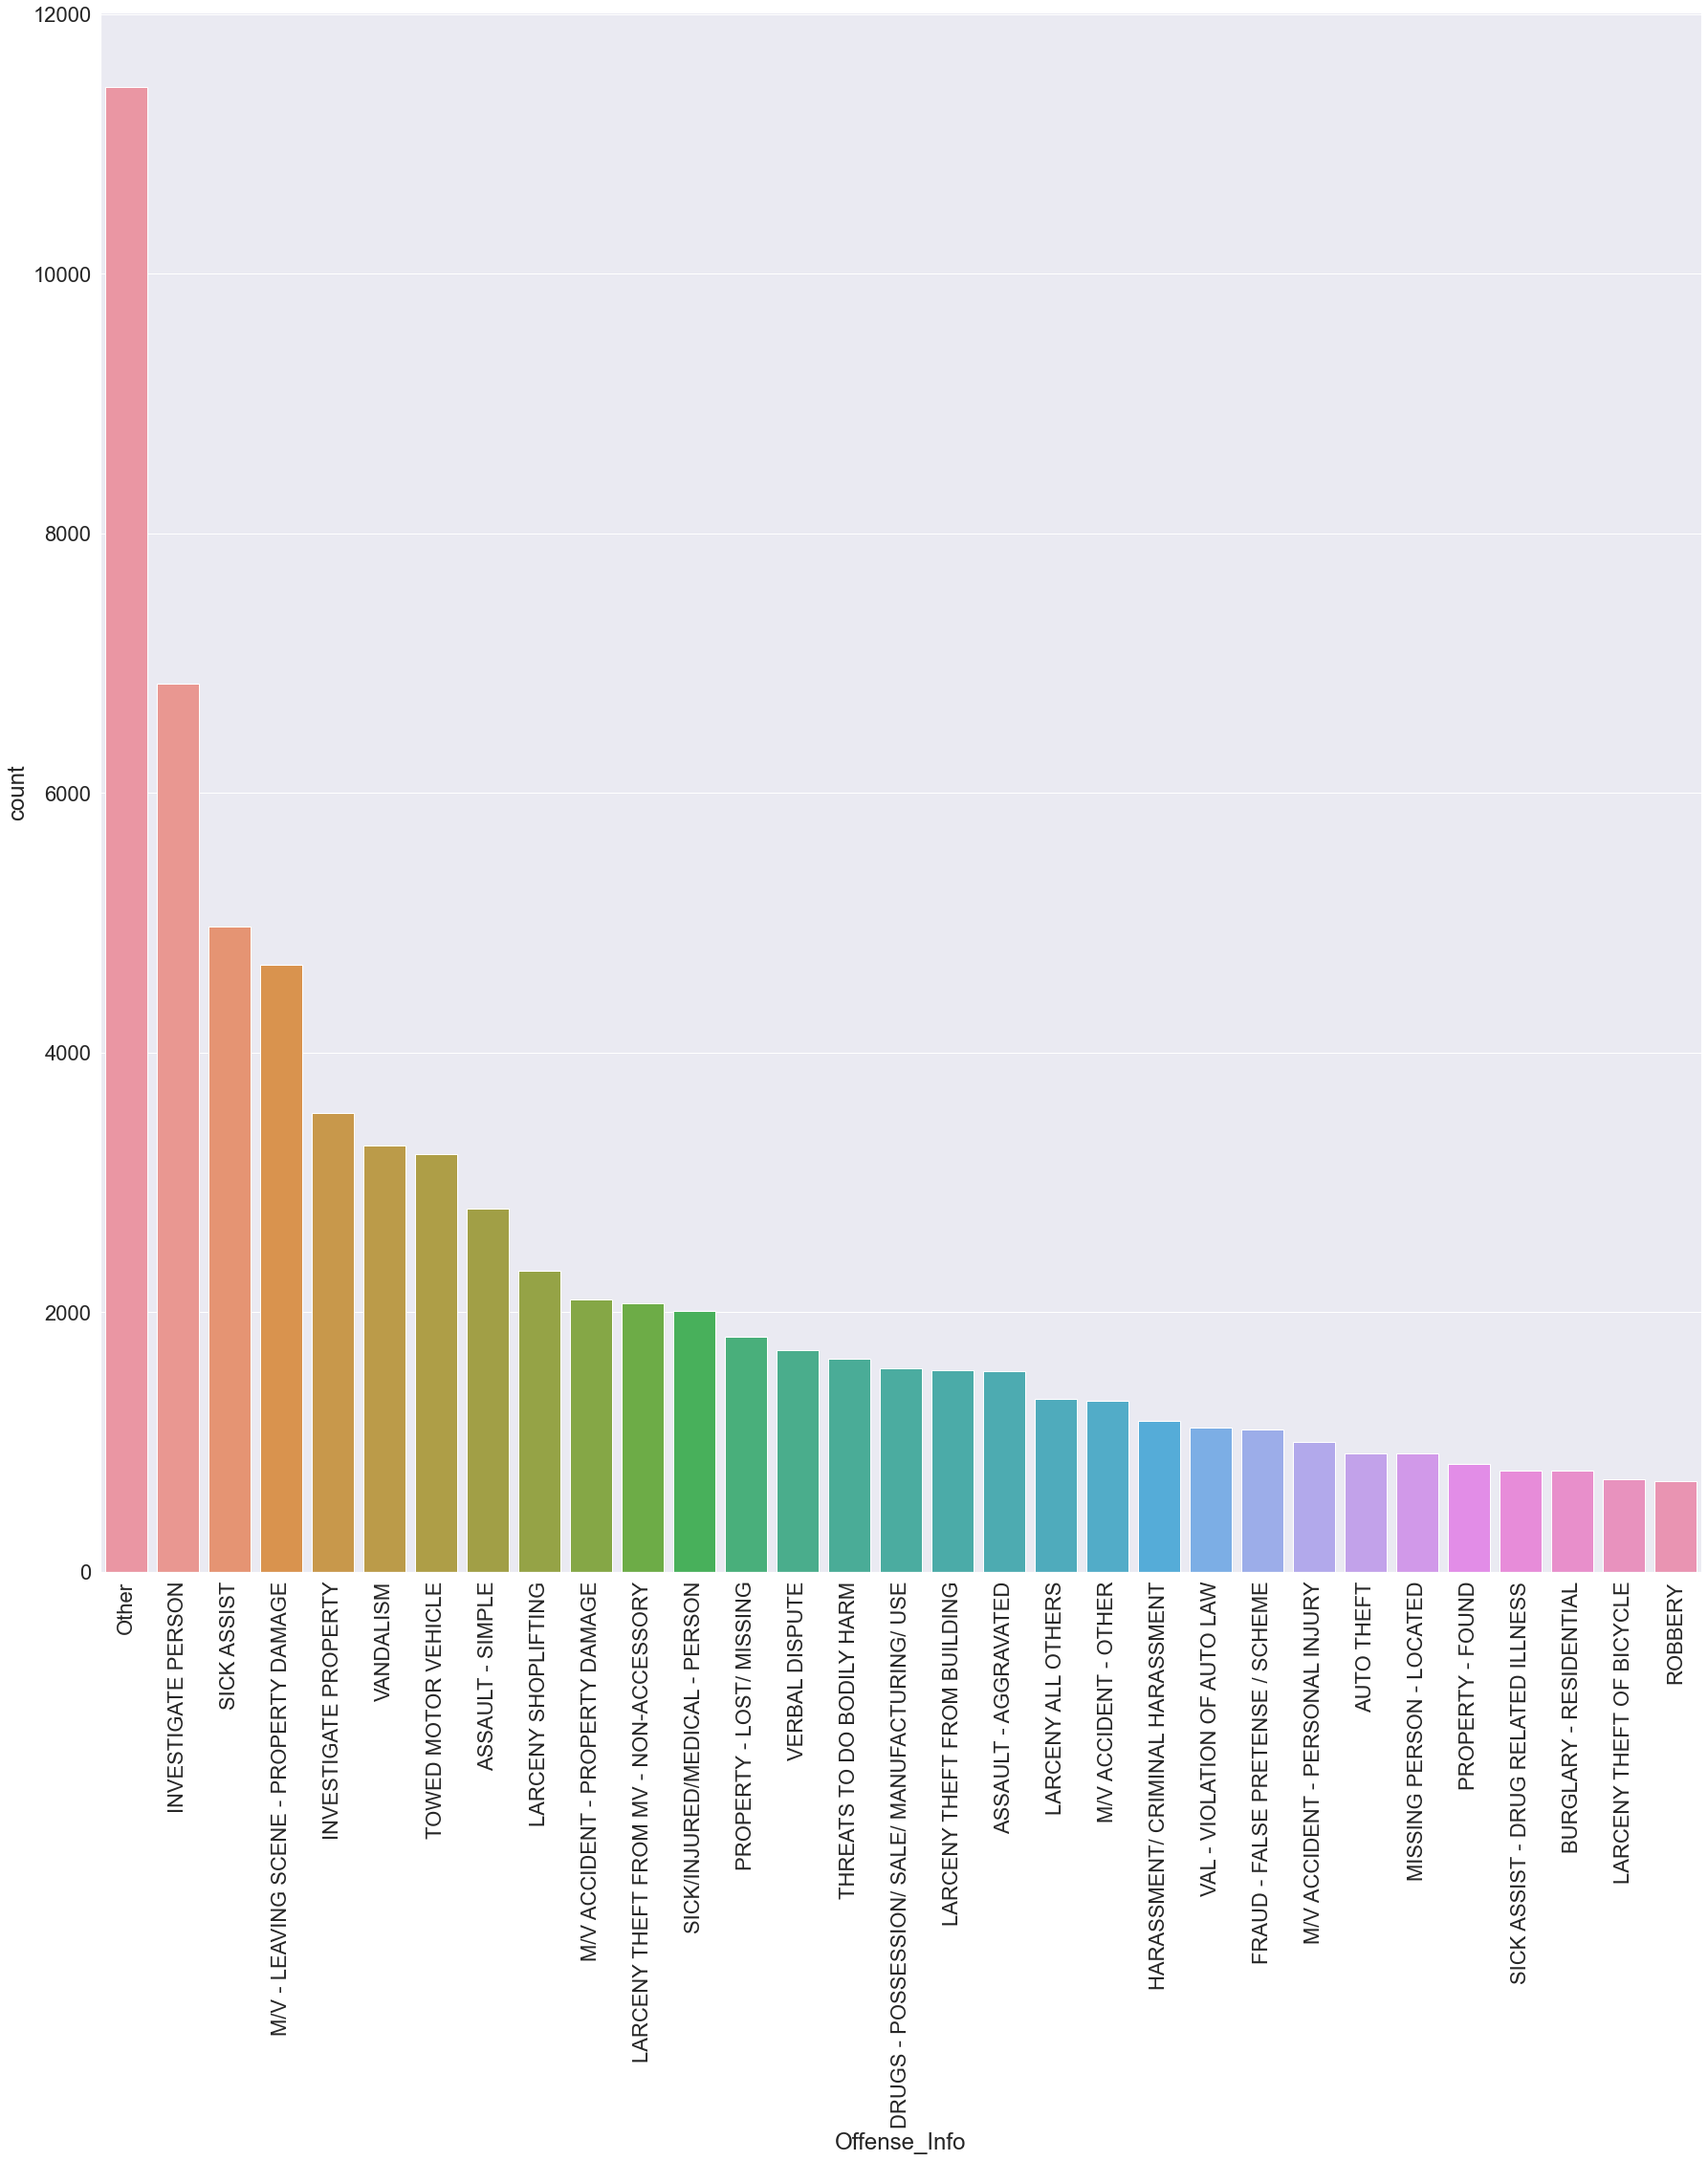 12000
10000
8000
6000
4000
2000
0
count
Other
INVESTIGATE PERSON
SICK ASSIST
M/V - LEAVING SCENE - PROPERTY DAMAGE
INVESTIGATE PROPERTY
VANDALISM
TOWED MOTOR VEHICLE
ASSAULT - SIMPLE
LARCENY SHOPLIFTING
M/V ACCIDENT - PROPERTY DAMAGE
LARCENY THEFT FROM MV - NON-ACCESSORY
SICK/INJURED/MEDICAL - PERSON
PROPERTY - LOST/ MISSING
VERBAL DISPUTE
THREATS TO DO BODILY HARM
DRUGS - POSSESSION/ SALE/ MANUFACTURING/ USE
LARCENY THEFT FROM BUILDING
ASSAULT - AGGRAVATED
LARCENY ALL OTHERS
M/V ACCIDENT - OTHER
HARASSMENT/ CRIMINAL HARASSMENT
VAL - VIOLATION OF AUTO LAW
FRAUD - FALSE PRETENSE / SCHEME
M/V ACCIDENT - PERSONAL INJURY
AUTO THEFT
MISSING PERSON - LOCATED
PROPERTY - FOUND
SICK ASSIST - DRUG RELATED ILLNESS
BURGLARY - RESIDENTIAL
LARCENY THEFT OF BICYCLE
ROBBERY
Offense_Info